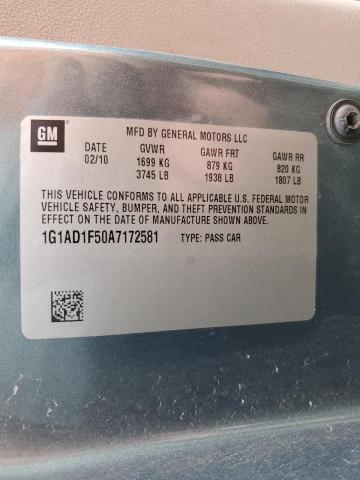 GM
MFD BY GENERAL MOTORS LLC
DATE GVWR GAWR FRT GAWR RR
02/10 1699 KG 879 KG 820 KG
3745 LB 1938 LB 1807 LB
THIS VEHICLE CONFORMS TO ALL APPLICABLE U.S. FEDERAL MOTOR
VEHICLE SAFETY, BUMPER, AND THEFT PREVENTION STANDARDS IN
EFFECT ON THE DATE OF MANUFACTURE SHOWN ABOVE.
1G1AD1F50A7172581 TYPE: PASS CAR